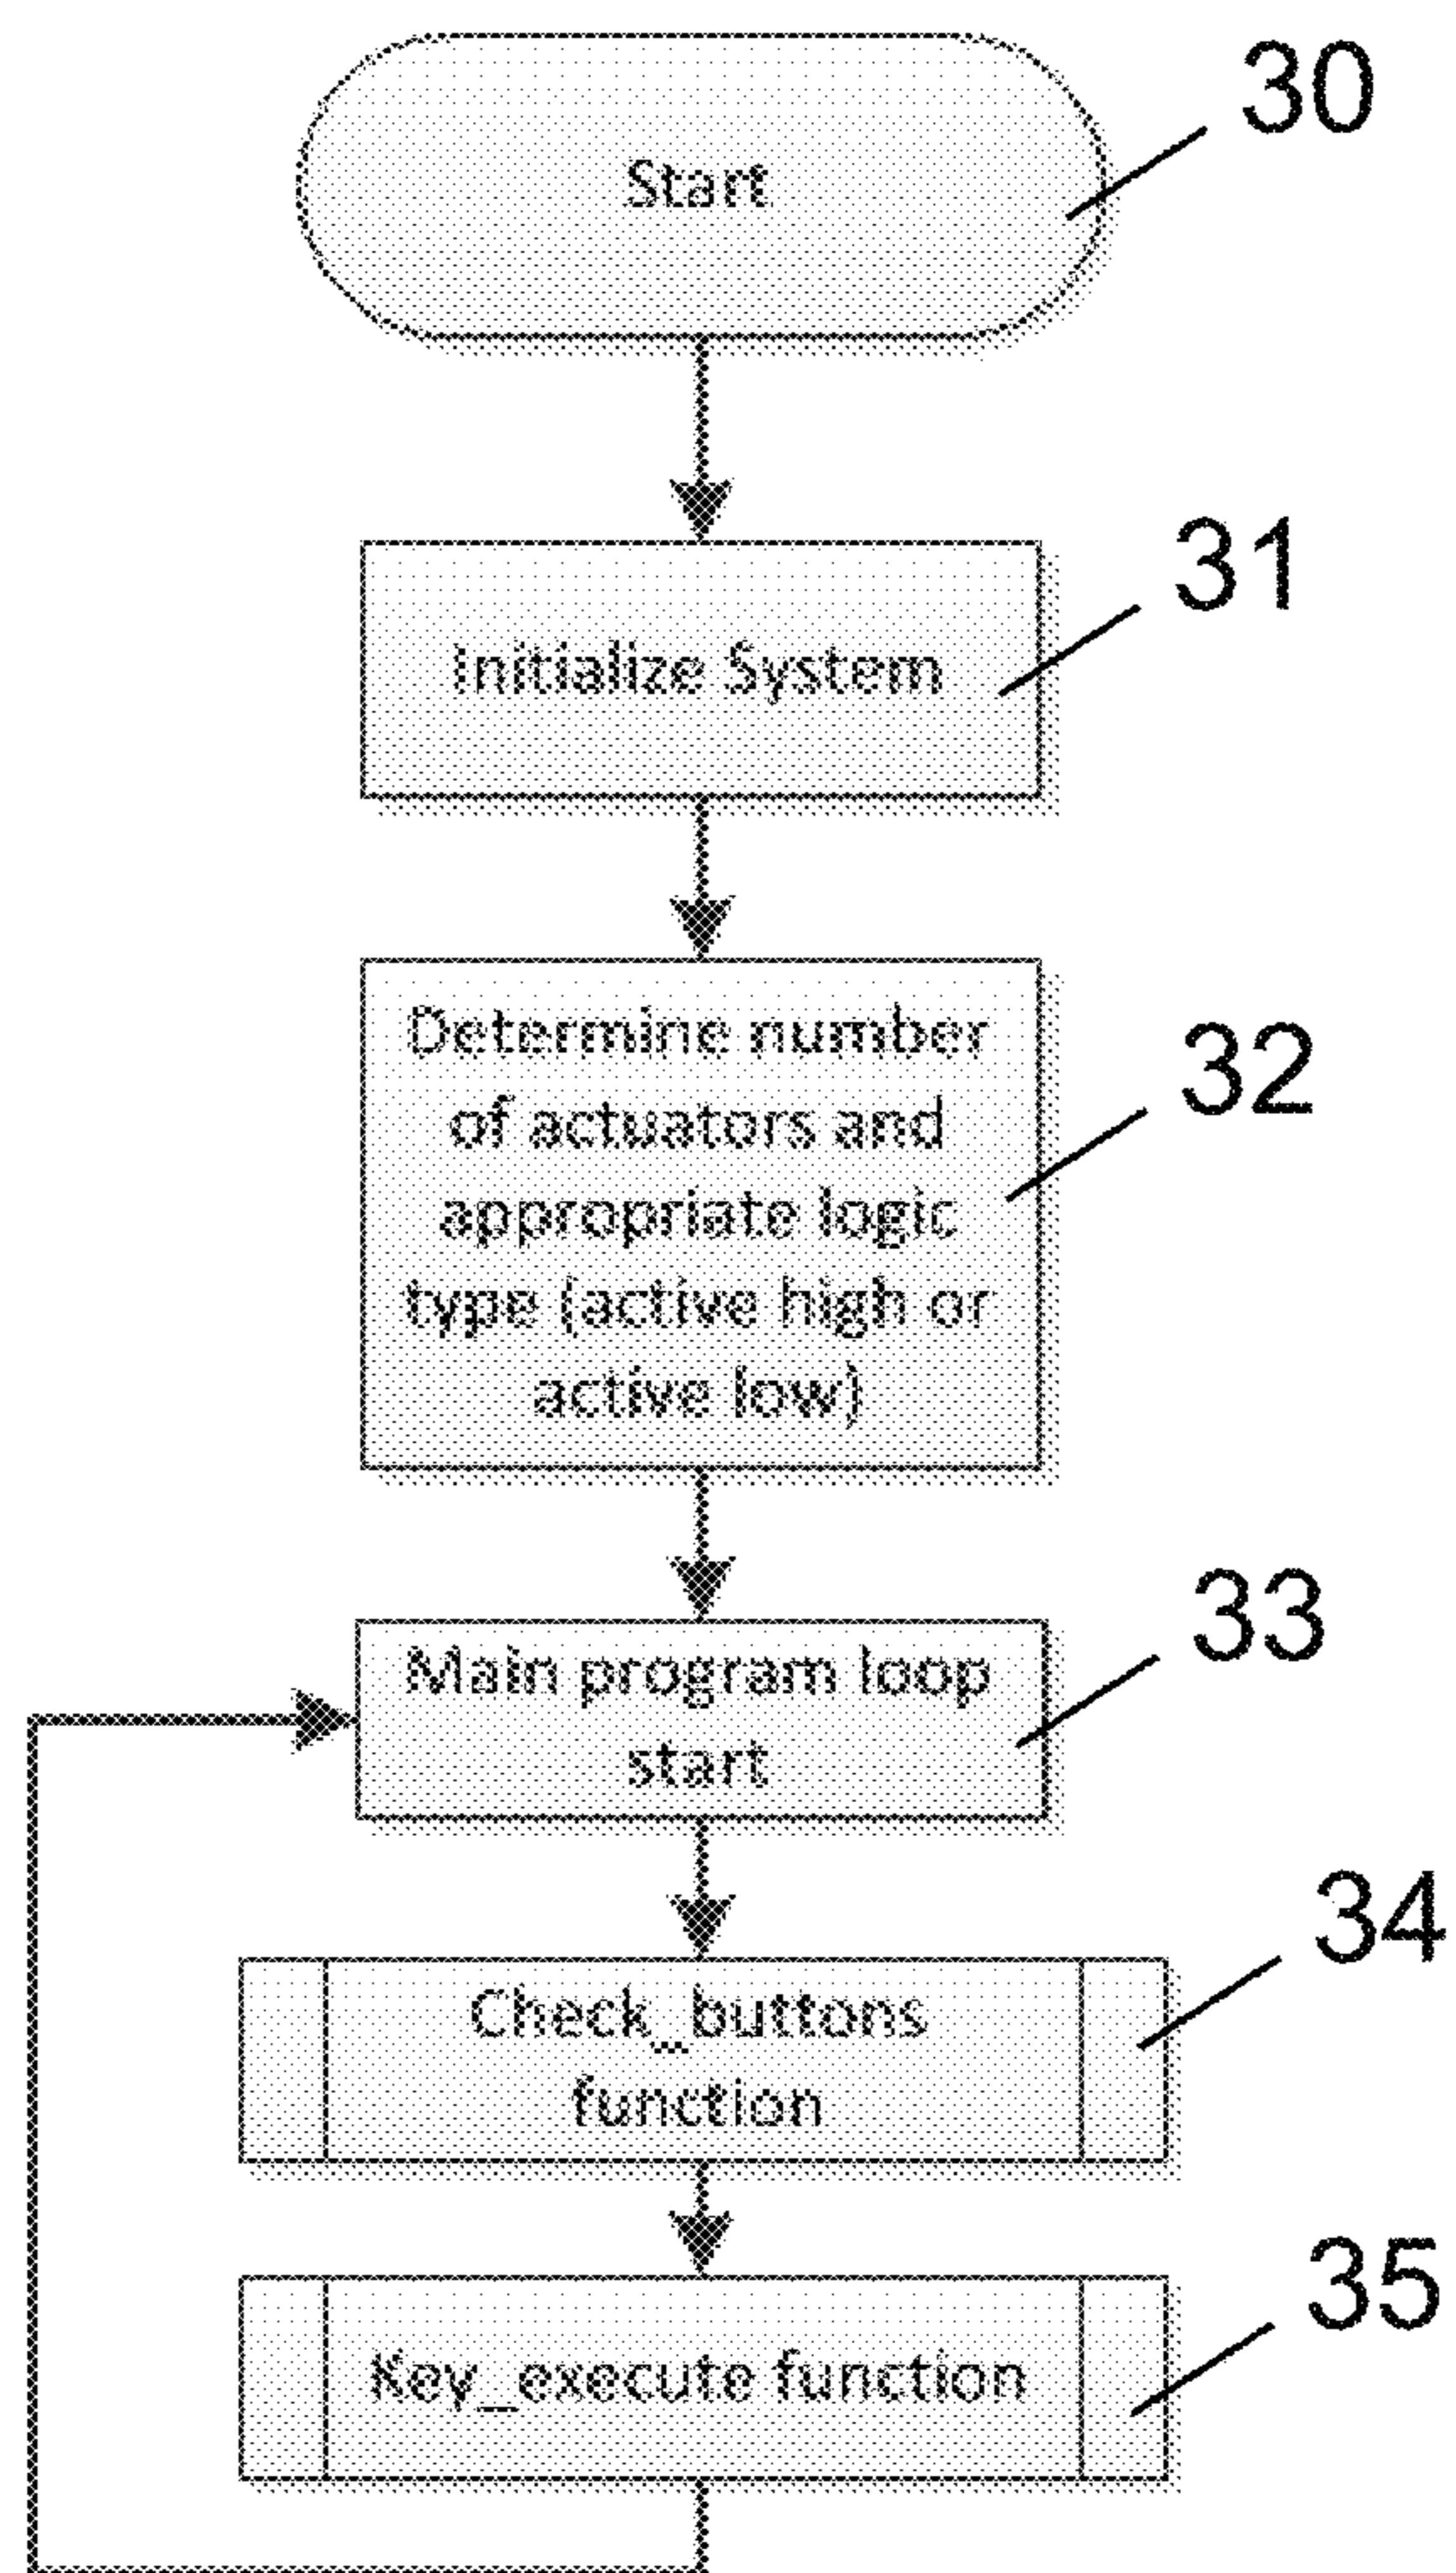 30
Start
31
Initialize System
32
Determine number
of actuators and
appropriate logic
type (active high or
active low)
33
Main program loop
start
34
Check_buttons
function
35
Key_execute function